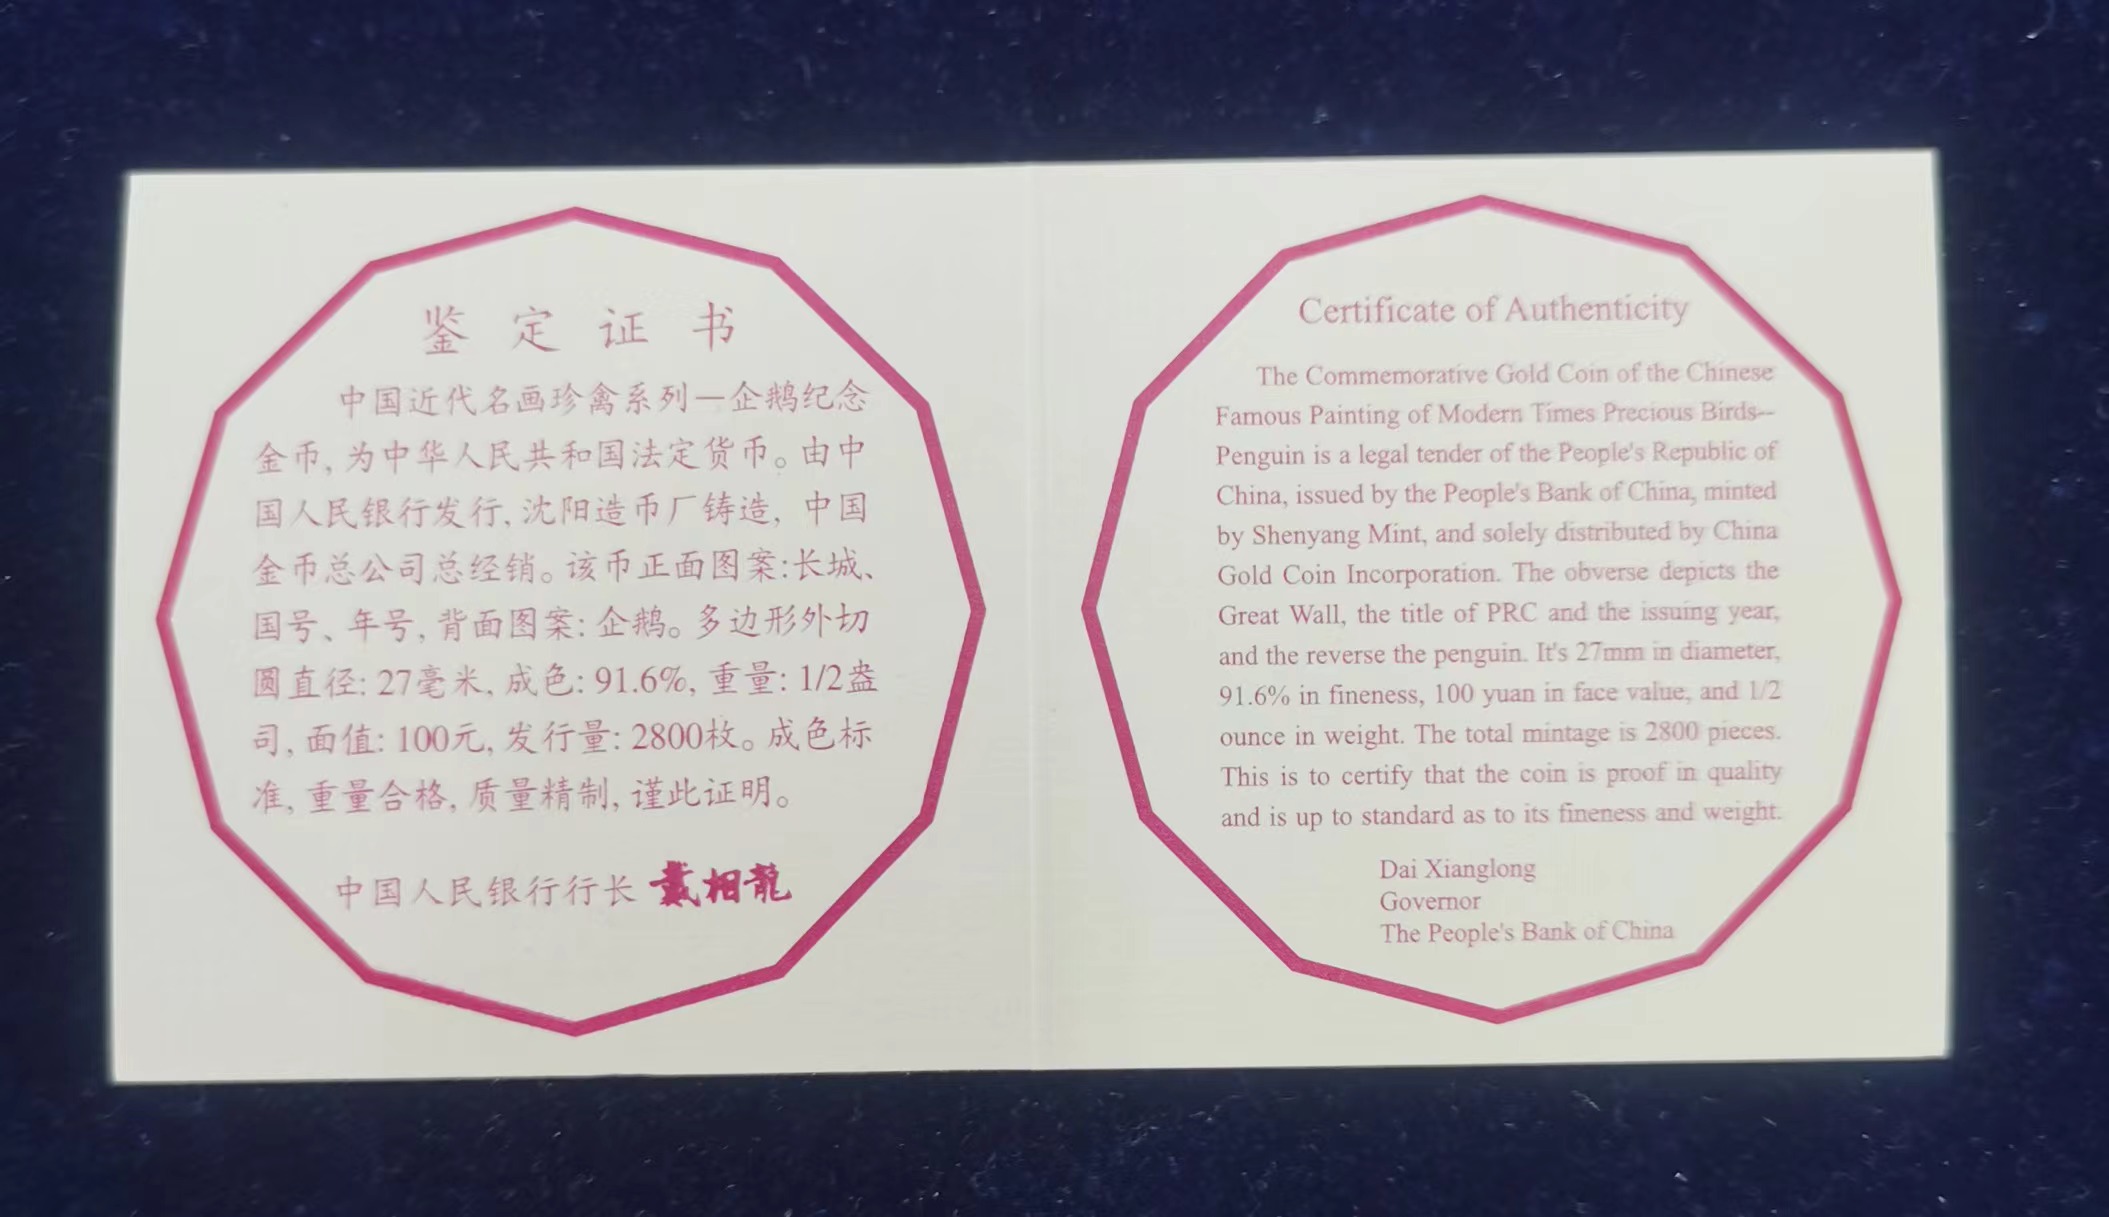 鉴定证书
中国近代名画珍禽系列—企鹅纪念
金币,为中华人民共和国法定货币。由中
国人民银行发行,沈阳造币厂铸造,中国
金币总公司总经销。该币正面图案:长城、
国号、年号,背面图案:企鹅。多边形外切
圆直径:27毫米,成色:91.6%,重量:1/2盎
司,面值:100元,发行量:2800枚。成色标
准,重量合格,质量精制,谨此证明。
中国人民银行行长 戴相龍
Certificate of Authenticity
The Commemorative Gold Coin of the Chinese
Famous Painting of Modern Times Precious Birds--
Penguin is a legal tender of the People's Republic of
China, issued by the People's Bank of China, minted
by Shenyang Mint, and solely distributed by China
Gold Coin Incorporation. The obverse depicts the
Great Wall, the title of PRC and the issuing year,
and the reverse the penguin. It's 27mm in diameter,
91.6% in fineness, 100 yuan in face value, and 1/2
ounce in weight. The total mintage is 2800 pieces.
This is to certify that the coin is proof in quality
and is up to standard as to its fineness and weight.
Dai Xianglong
Governor
The People's Bank of China